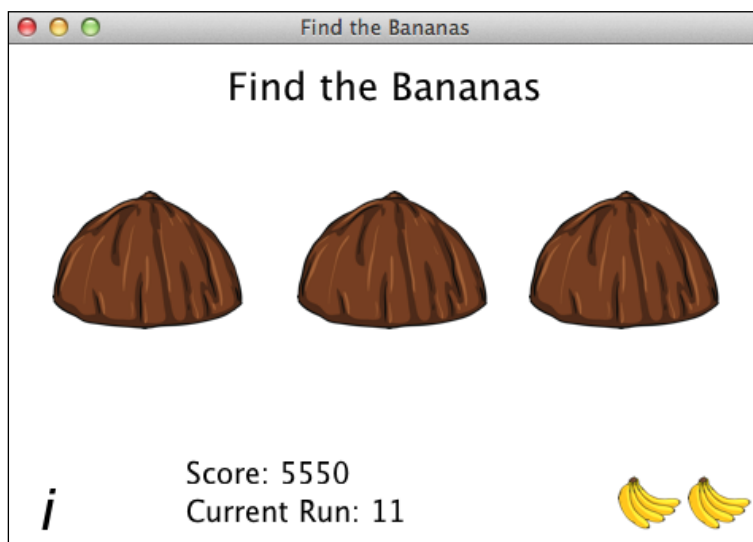 Find the Bananas
Find the Bananas
Score: 5550
Current Run: 11
i